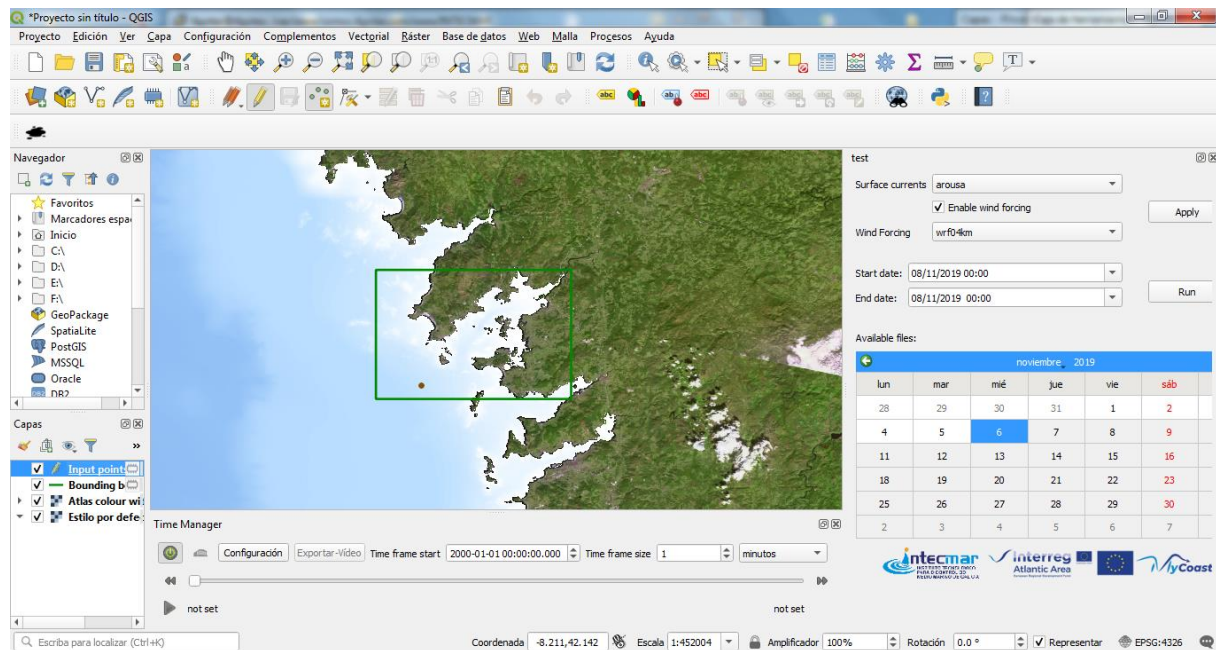 *Proyecto sin título - QGIS
Proyecto Edición Ver Capa Configuración Complementos Vectorial Ráster Base de datos Web Malla Procesos Ayuda
Navegador
Favoritos
Marcadores espa
Inicio
C:\
D:\
E:\
F:\
GeoPackage
SpatiaLite
PostGIS
MSSQL
Oracle
DB2
Capas
Input point
Bounding b
Atlas colour wi
Estilo por defe
Time Manager
Configuración Exportar-Vídeo Time frame start 2000-01-01 00:00:00.000 Time frame size 1 minutos
not set not set
test
Surface currents arousa
Enable wind forcing
Apply
Wind Forcing wrf04km
Start date: 08/11/2019 00:00
End date: 08/11/2019 00:00
Run
Available files:
noviembre, 2019
lun mar mié jue vie sáb
28 29 30 31 1 2
4 5 6 7 8 9
11 12 13 14 15 16
18 19 20 21 22 23
25 26 27 28 29 30
2 3 4 5 6 7
intecmar
Interreg
Atlantic Area
MyCoast
Escriba para localizar (Ctrl+K) Coordenada -8.211,42.142 Escala 1:452004 Amplificador 100% Rotación 0.0 ° Representar EPSG:4326